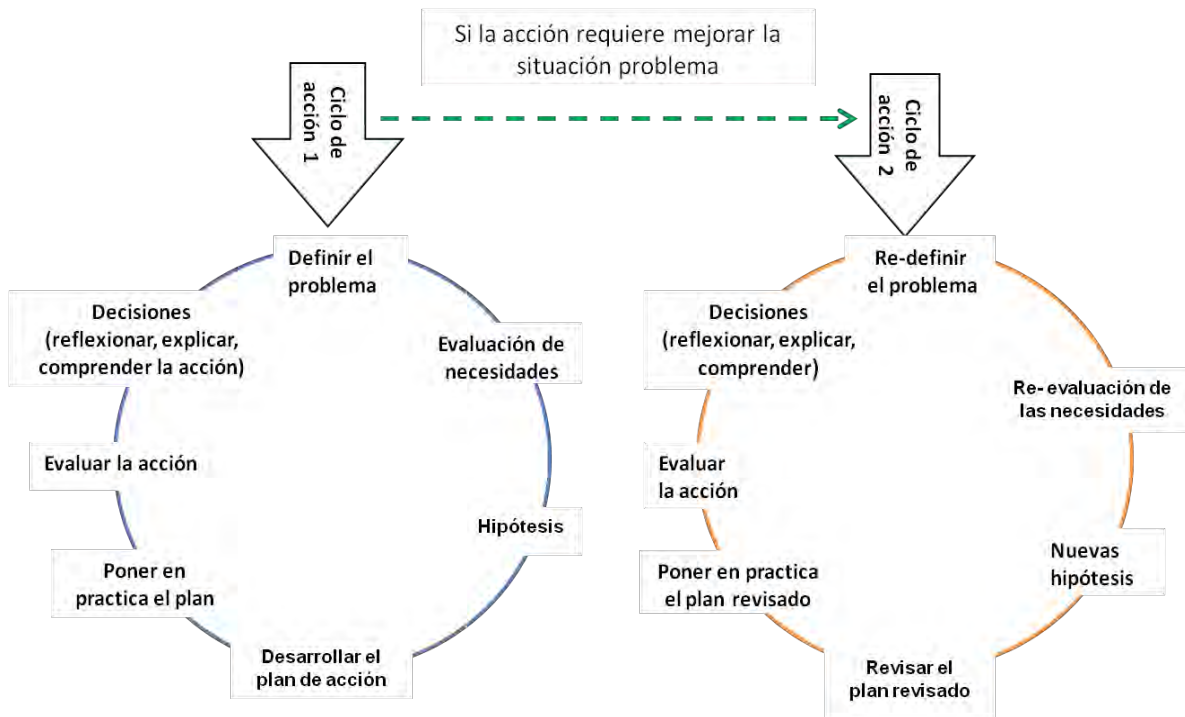 Si la acción requiere mejorar la
situación problema
Ciclo de
acción 1
Ciclo de
acción 2
Definir el
problema
Evaluación de
necesidades
Hipótesis
Desarrollar el
plan de acción
Poner en
practica el plan
Evaluar la acción
Decisiones
(reflexionar, explicar,
comprender la acción)
Re-definir
el problema
Re- evaluación de
las necesidades
Nuevas
hipótesis
Revisar el
plan revisado
Poner en practica
el plan revisado
Evaluar
la acción
Decisiones
(reflexionar, explicar,
comprender)